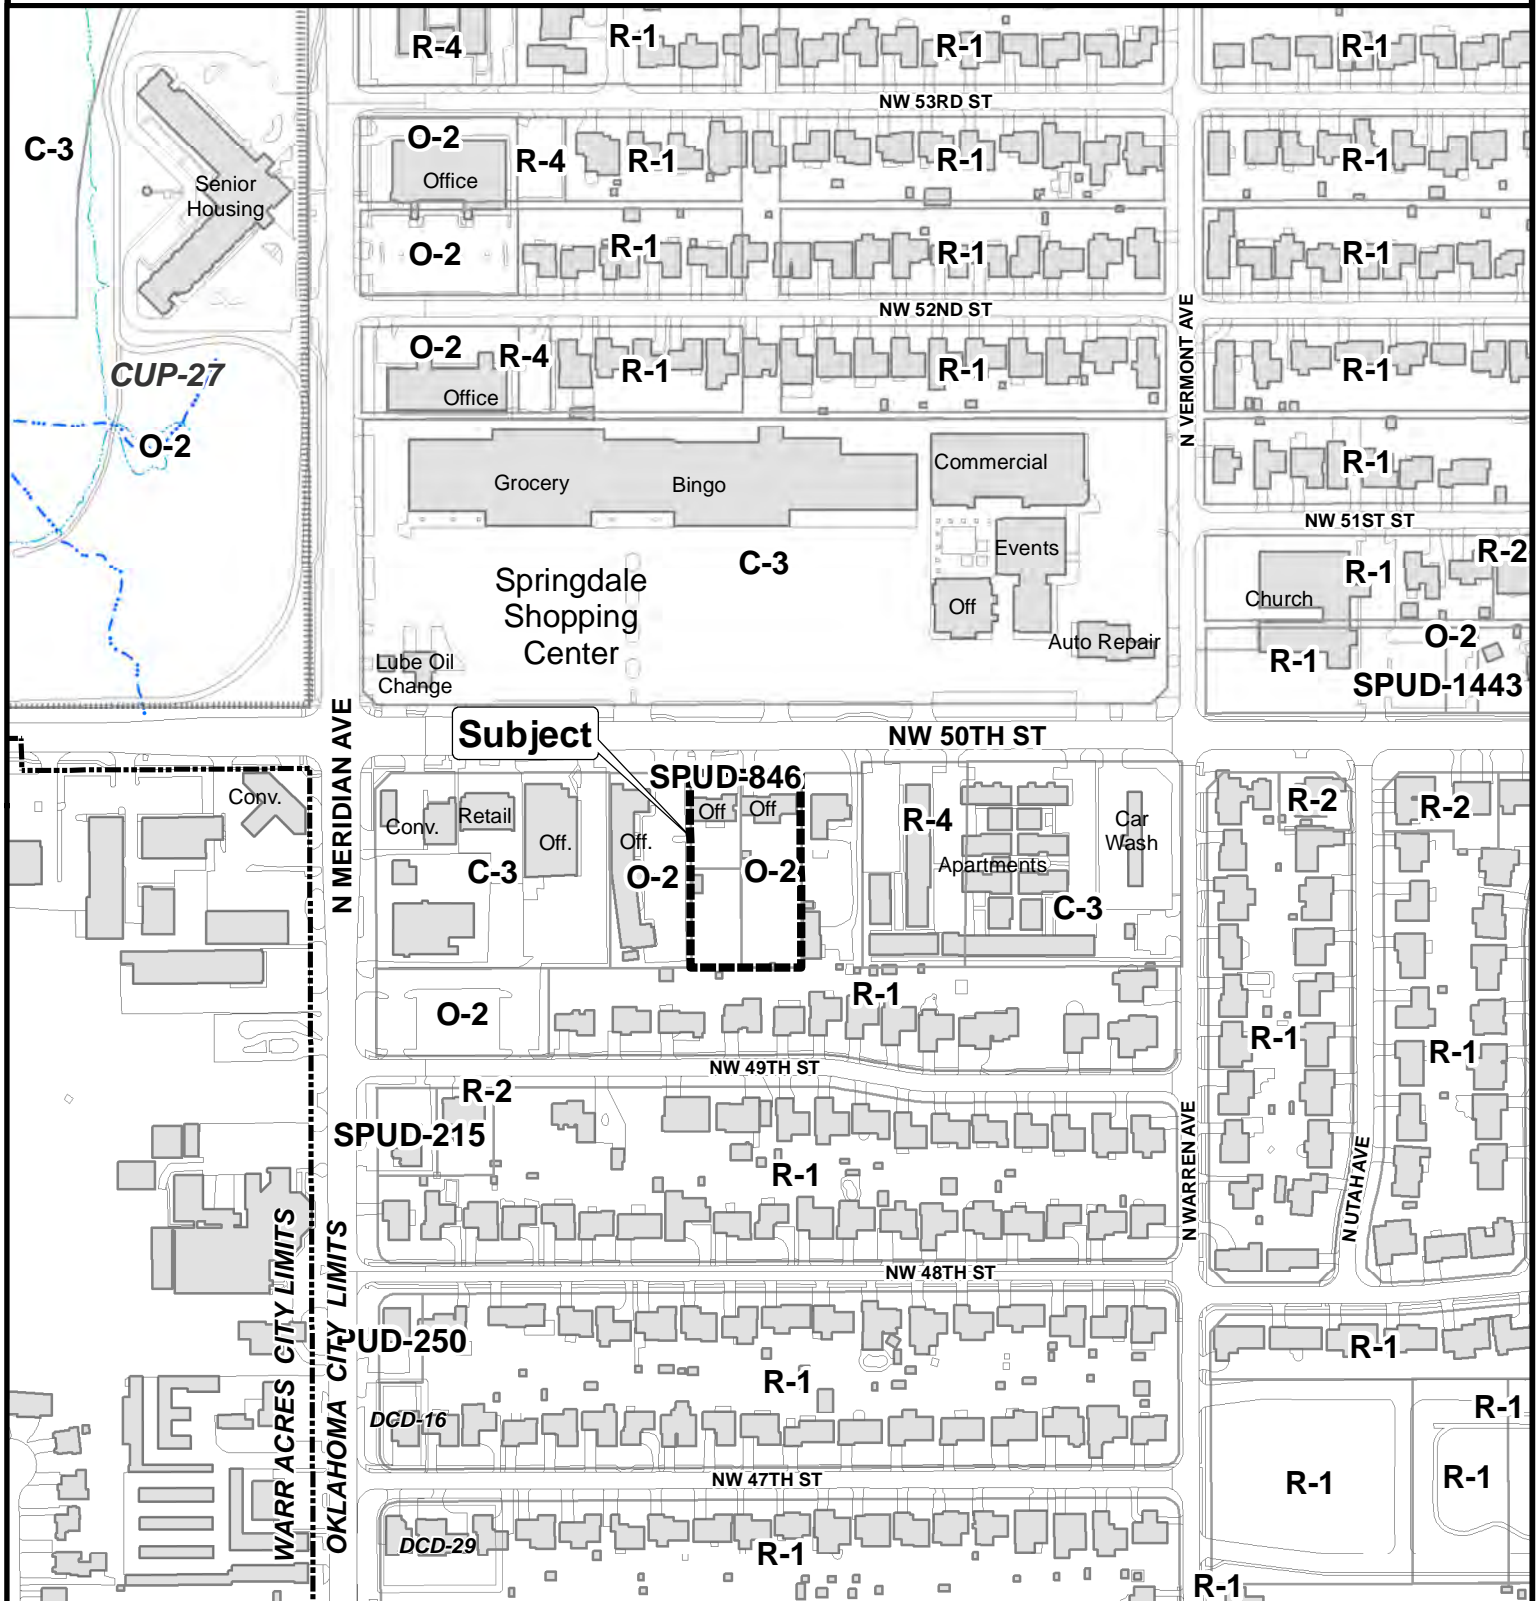 R-4
R-1
R-1
R-1
NW 53RD ST
C-3
Senior
Housing
O-2
Office
R-4
R-1
R-1
R-1
O-2
R-1
R-1
R-1
NW 52ND ST
N VERMONT AVE
CUP-27
O-2
O-2
Office
R-4
R-1
R-1
R-1
Grocery
Bingo
Commercial
R-1
NW 51ST ST
Springdale
Shopping
Center
C-3
Events
Off
Auto Repair
Lube Oil
Change
Church
R-1
R-2
R-1
O-2
SPUD-1443
N MERIDIAN AVE
Subject
NW 50TH ST
Conv.
Conv.
Retail
Off.
C-3
Off.
O-2
SPUD-846
Off
Off
O-2
R-4
Apartments
C-3
Car
Wash
R-2
R-2
O-2
R-1
R-1
R-1
NW 49TH ST
R-2
SPUD-215
R-1
N WARREN AVE
N UTAH AVE
WARR ACRES CITY LIMITS
OKLAHOMA CITY LIMITS
NW 48TH ST
PUD-250
R-1
R-1
DCD-16
R-1
R-1
R-1
NW 47TH ST
DCD-29
R-1
R-1